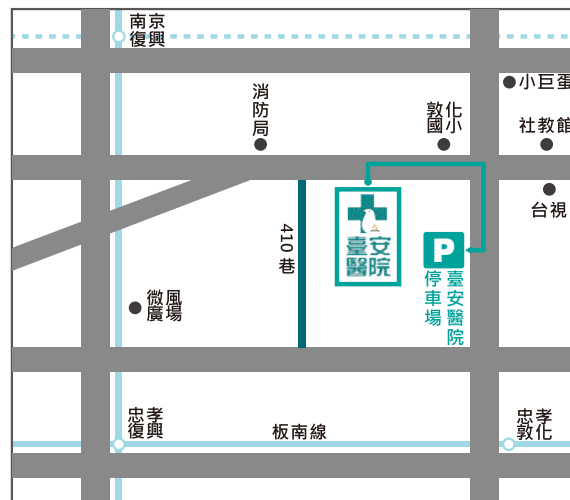 南京
復興
小巨蛋
消防局
敦化
國小
社教館
台視
410巷
臺安
醫院
P
臺安醫院
停車場
微風
廣場
忠孝
復興
板南線
忠孝
敦化